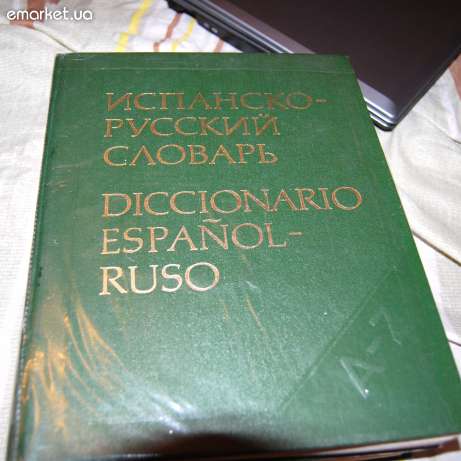 emarket.ua
ИСПАНСКО-
РУССКИЙ
СЛОВАРЬ
DICCIONARIO
ESPAÑOL-
RUSO
A-Z